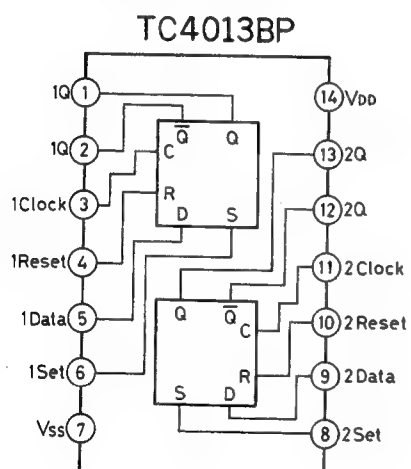 TC4013BP
1Q 1
14 VDD
1Q 2
Q̅ Q
13 2Q
C
1Clock 3
R
12 2Q
D S
1Reset 4
11 2Clock
1Data 5
Q Q̅
C
10 2Reset
1Set 6
R
9 2Data
S D
Vss 7
8 2Set